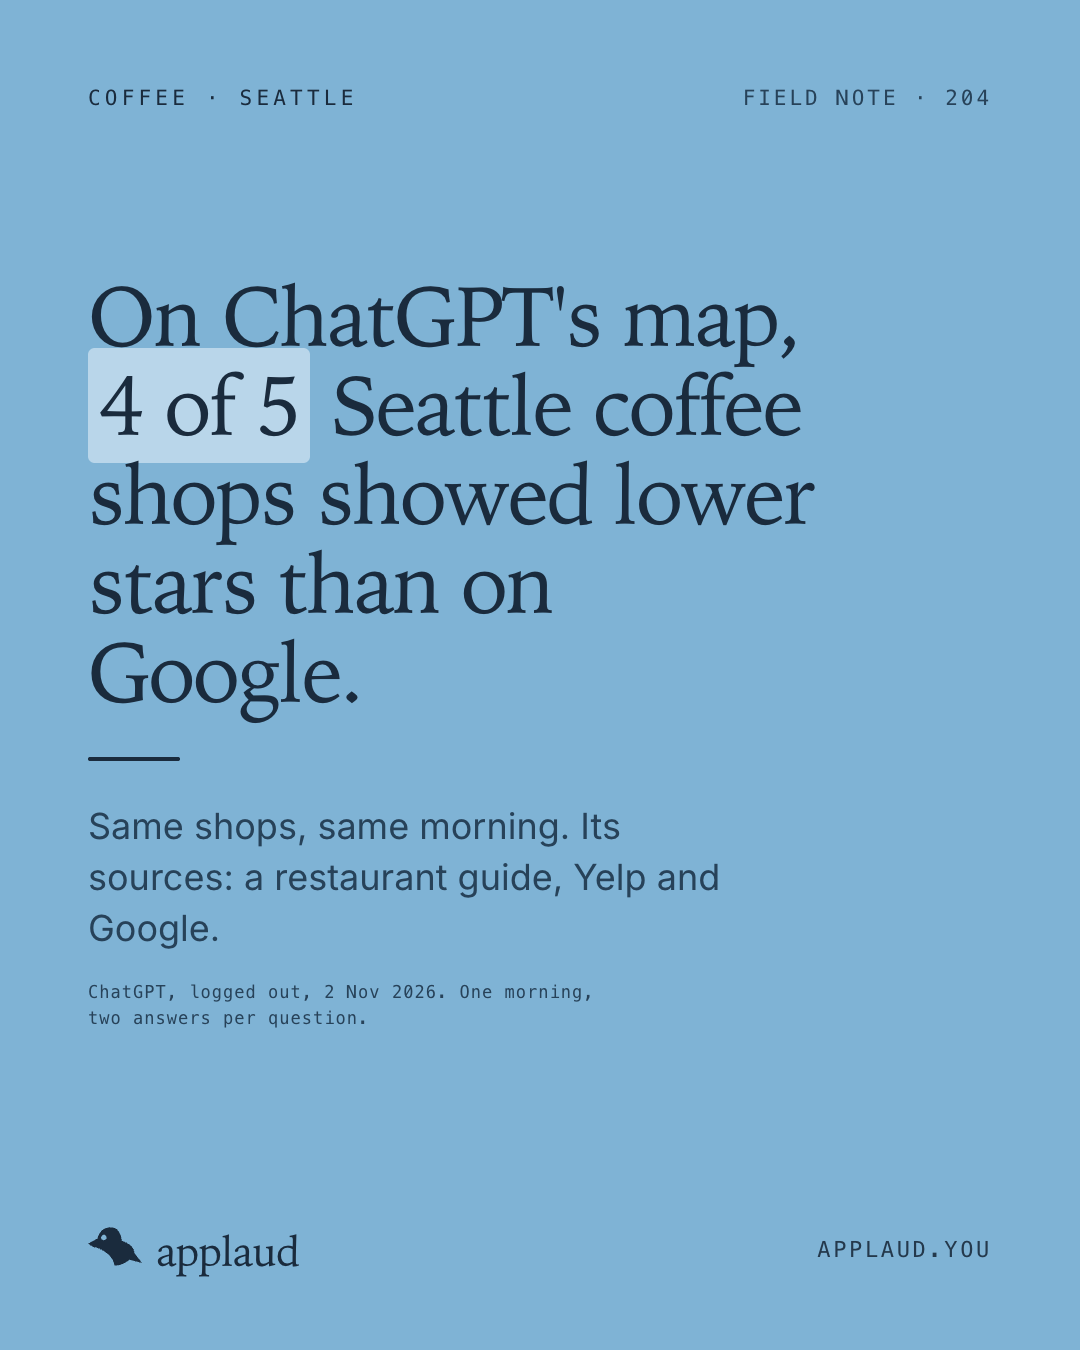 COFFEE · SEATTLE
FIELD NOTE · 204
On ChatGPT's map,
4 of 5 Seattle coffee
shops showed lower
stars than on
Google.
Same shops, same morning. Its
sources: a restaurant guide, Yelp and
Google.
ChatGPT, logged out, 2 Nov 2026. One morning,
two answers per question.
applaud
APPLAUD.YOU